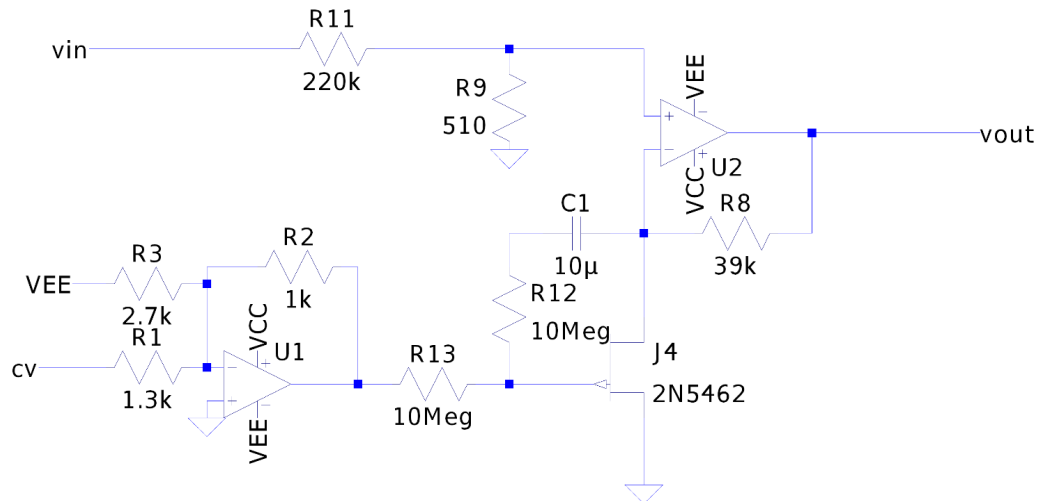 R11
vin
220k
R9
510
VEE
+
−
−
+
U2
VCC
vout
C1
10µ
R8
39k
R3
VEE
2.7k
R2
1k
R12
10Meg
R1
cv
1.3k
VCC
−
+
+
−
U1
VEE
R13
10Meg
J4
2N5462